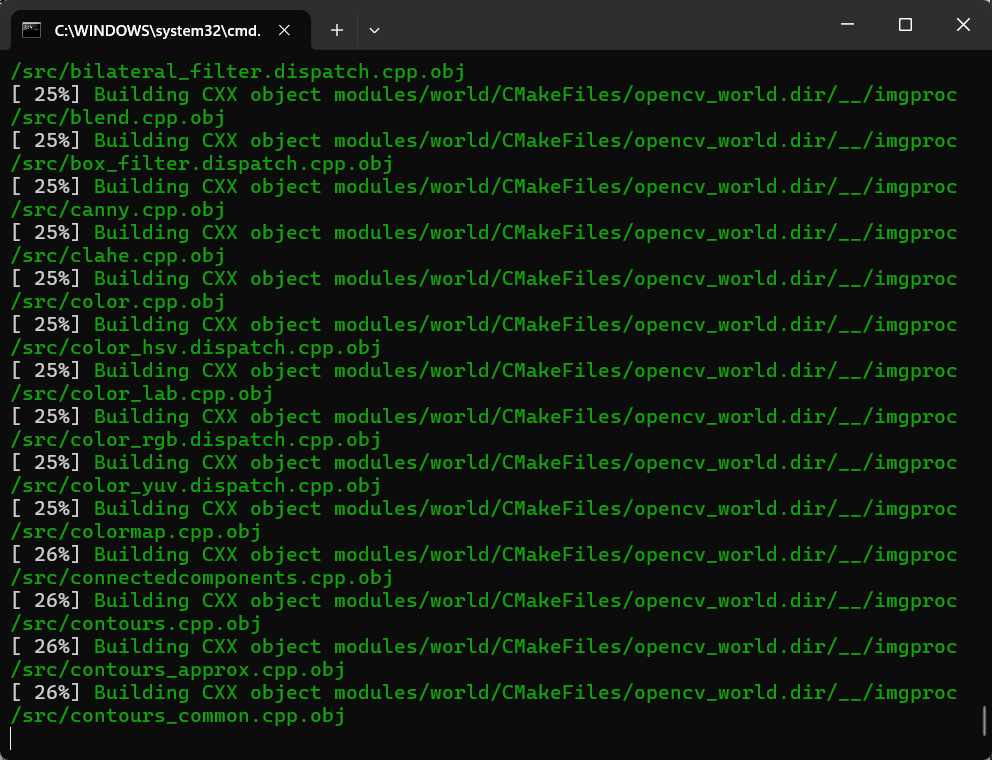 C:\WINDOWS\system32\cmd.
/src/bilateral_filter.dispatch.cpp.obj
[ 25%] Building CXX object modules/world/CMakeFiles/opencv_world.dir/__/imgproc
/src/blend.cpp.obj
[ 25%] Building CXX object modules/world/CMakeFiles/opencv_world.dir/__/imgproc
/src/box_filter.dispatch.cpp.obj
[ 25%] Building CXX object modules/world/CMakeFiles/opencv_world.dir/__/imgproc
/src/canny.cpp.obj
[ 25%] Building CXX object modules/world/CMakeFiles/opencv_world.dir/__/imgproc
/src/clahe.cpp.obj
[ 25%] Building CXX object modules/world/CMakeFiles/opencv_world.dir/__/imgproc
/src/color.cpp.obj
[ 25%] Building CXX object modules/world/CMakeFiles/opencv_world.dir/__/imgproc
/src/color_hsv.dispatch.cpp.obj
[ 25%] Building CXX object modules/world/CMakeFiles/opencv_world.dir/__/imgproc
/src/color_lab.cpp.obj
[ 25%] Building CXX object modules/world/CMakeFiles/opencv_world.dir/__/imgproc
/src/color_rgb.dispatch.cpp.obj
[ 25%] Building CXX object modules/world/CMakeFiles/opencv_world.dir/__/imgproc
/src/color_yuv.dispatch.cpp.obj
[ 25%] Building CXX object modules/world/CMakeFiles/opencv_world.dir/__/imgproc
/src/colormap.cpp.obj
[ 26%] Building CXX object modules/world/CMakeFiles/opencv_world.dir/__/imgproc
/src/connectedcomponents.cpp.obj
[ 26%] Building CXX object modules/world/CMakeFiles/opencv_world.dir/__/imgproc
/src/contours.cpp.obj
[ 26%] Building CXX object modules/world/CMakeFiles/opencv_world.dir/__/imgproc
/src/contours_approx.cpp.obj
[ 26%] Building CXX object modules/world/CMakeFiles/opencv_world.dir/__/imgproc
/src/contours_common.cpp.obj